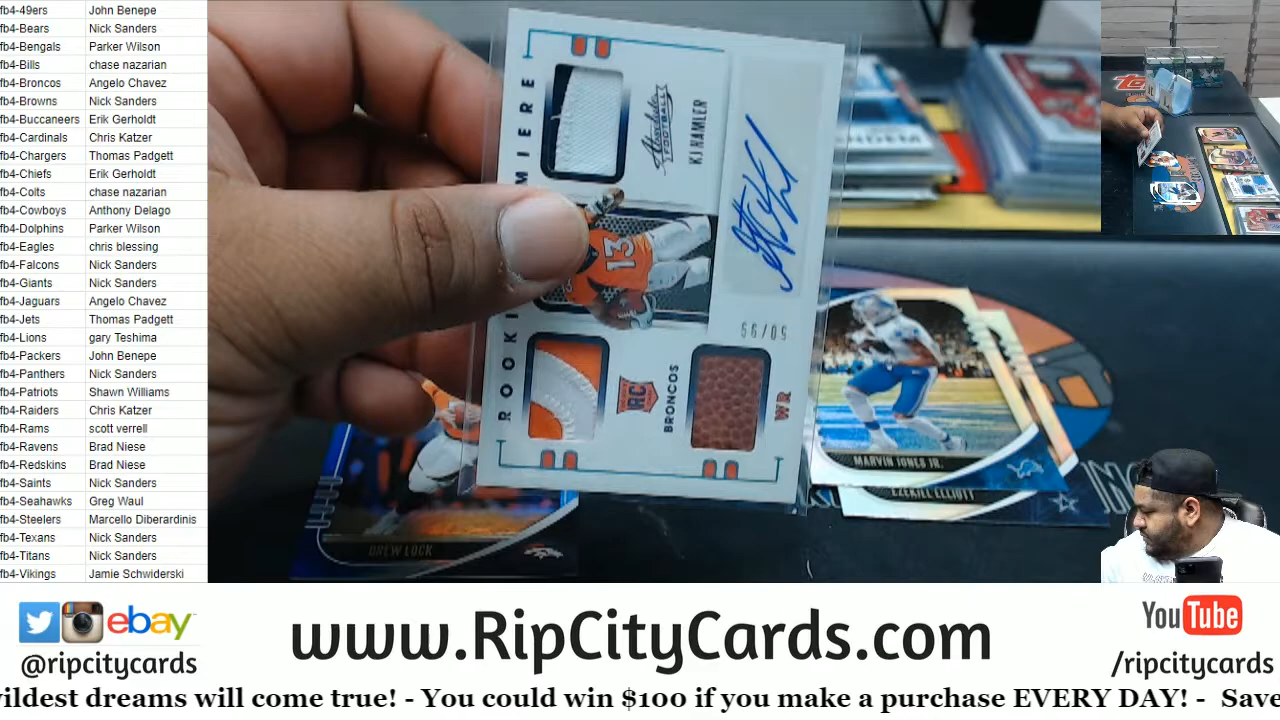 fb4-49ers John Benepe
fb4-Bears Nick Sanders
fb4-Bengals Parker Wilson
fb4-Bills chase nazarian
fb4-Broncos Angelo Chavez
fb4-Browns Nick Sanders
fb4-Buccaneers Erik Gerholdt
fb4-Cardinals Chris Katzer
fb4-Chargers Thomas Padgett
fb4-Chiefs Erik Gerholdt
fb4-Colts chase nazarian
fb4-Cowboys Anthony Delago
fb4-Dolphins Parker Wilson
fb4-Eagles chris blessing
fb4-Falcons Nick Sanders
fb4-Giants Nick Sanders
fb4-Jaguars Angelo Chavez
fb4-Jets Thomas Padgett
fb4-Lions gary Teshima
fb4-Packers John Benepe
fb4-Panthers Nick Sanders
fb4-Patriots Shawn Williams
fb4-Raiders Chris Katzer
fb4-Rams scott verrell
fb4-Ravens Brad Niese
fb4-Redskins Brad Niese
fb4-Saints Nick Sanders
fb4-Seahawks Greg Waul
fb4-Steelers Marcello Diberardinis
fb4-Texans Nick Sanders
fb4-Titans Nick Sanders
fb4-Vikings Jamie Schwiderski
Absolute
FOOTBALL
KJ HAMLER
13
RC
BRONCOS
WR
MARVIN JONES JR.
EZEKIEL ELLIOTT
DREW LOCK
ebay
@ripcitycards
www.RipCityCards.com
YouTube
/ripcitycards
wildest dreams will come true! - You could win $100 if you make a purchase EVERY DAY! - Save